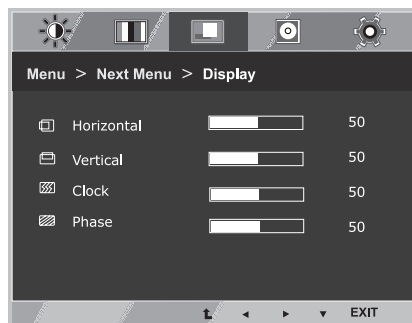 Menu > Next Menu > Display
Horizontal 50
Vertical 50
Clock 50
Phase 50
EXIT